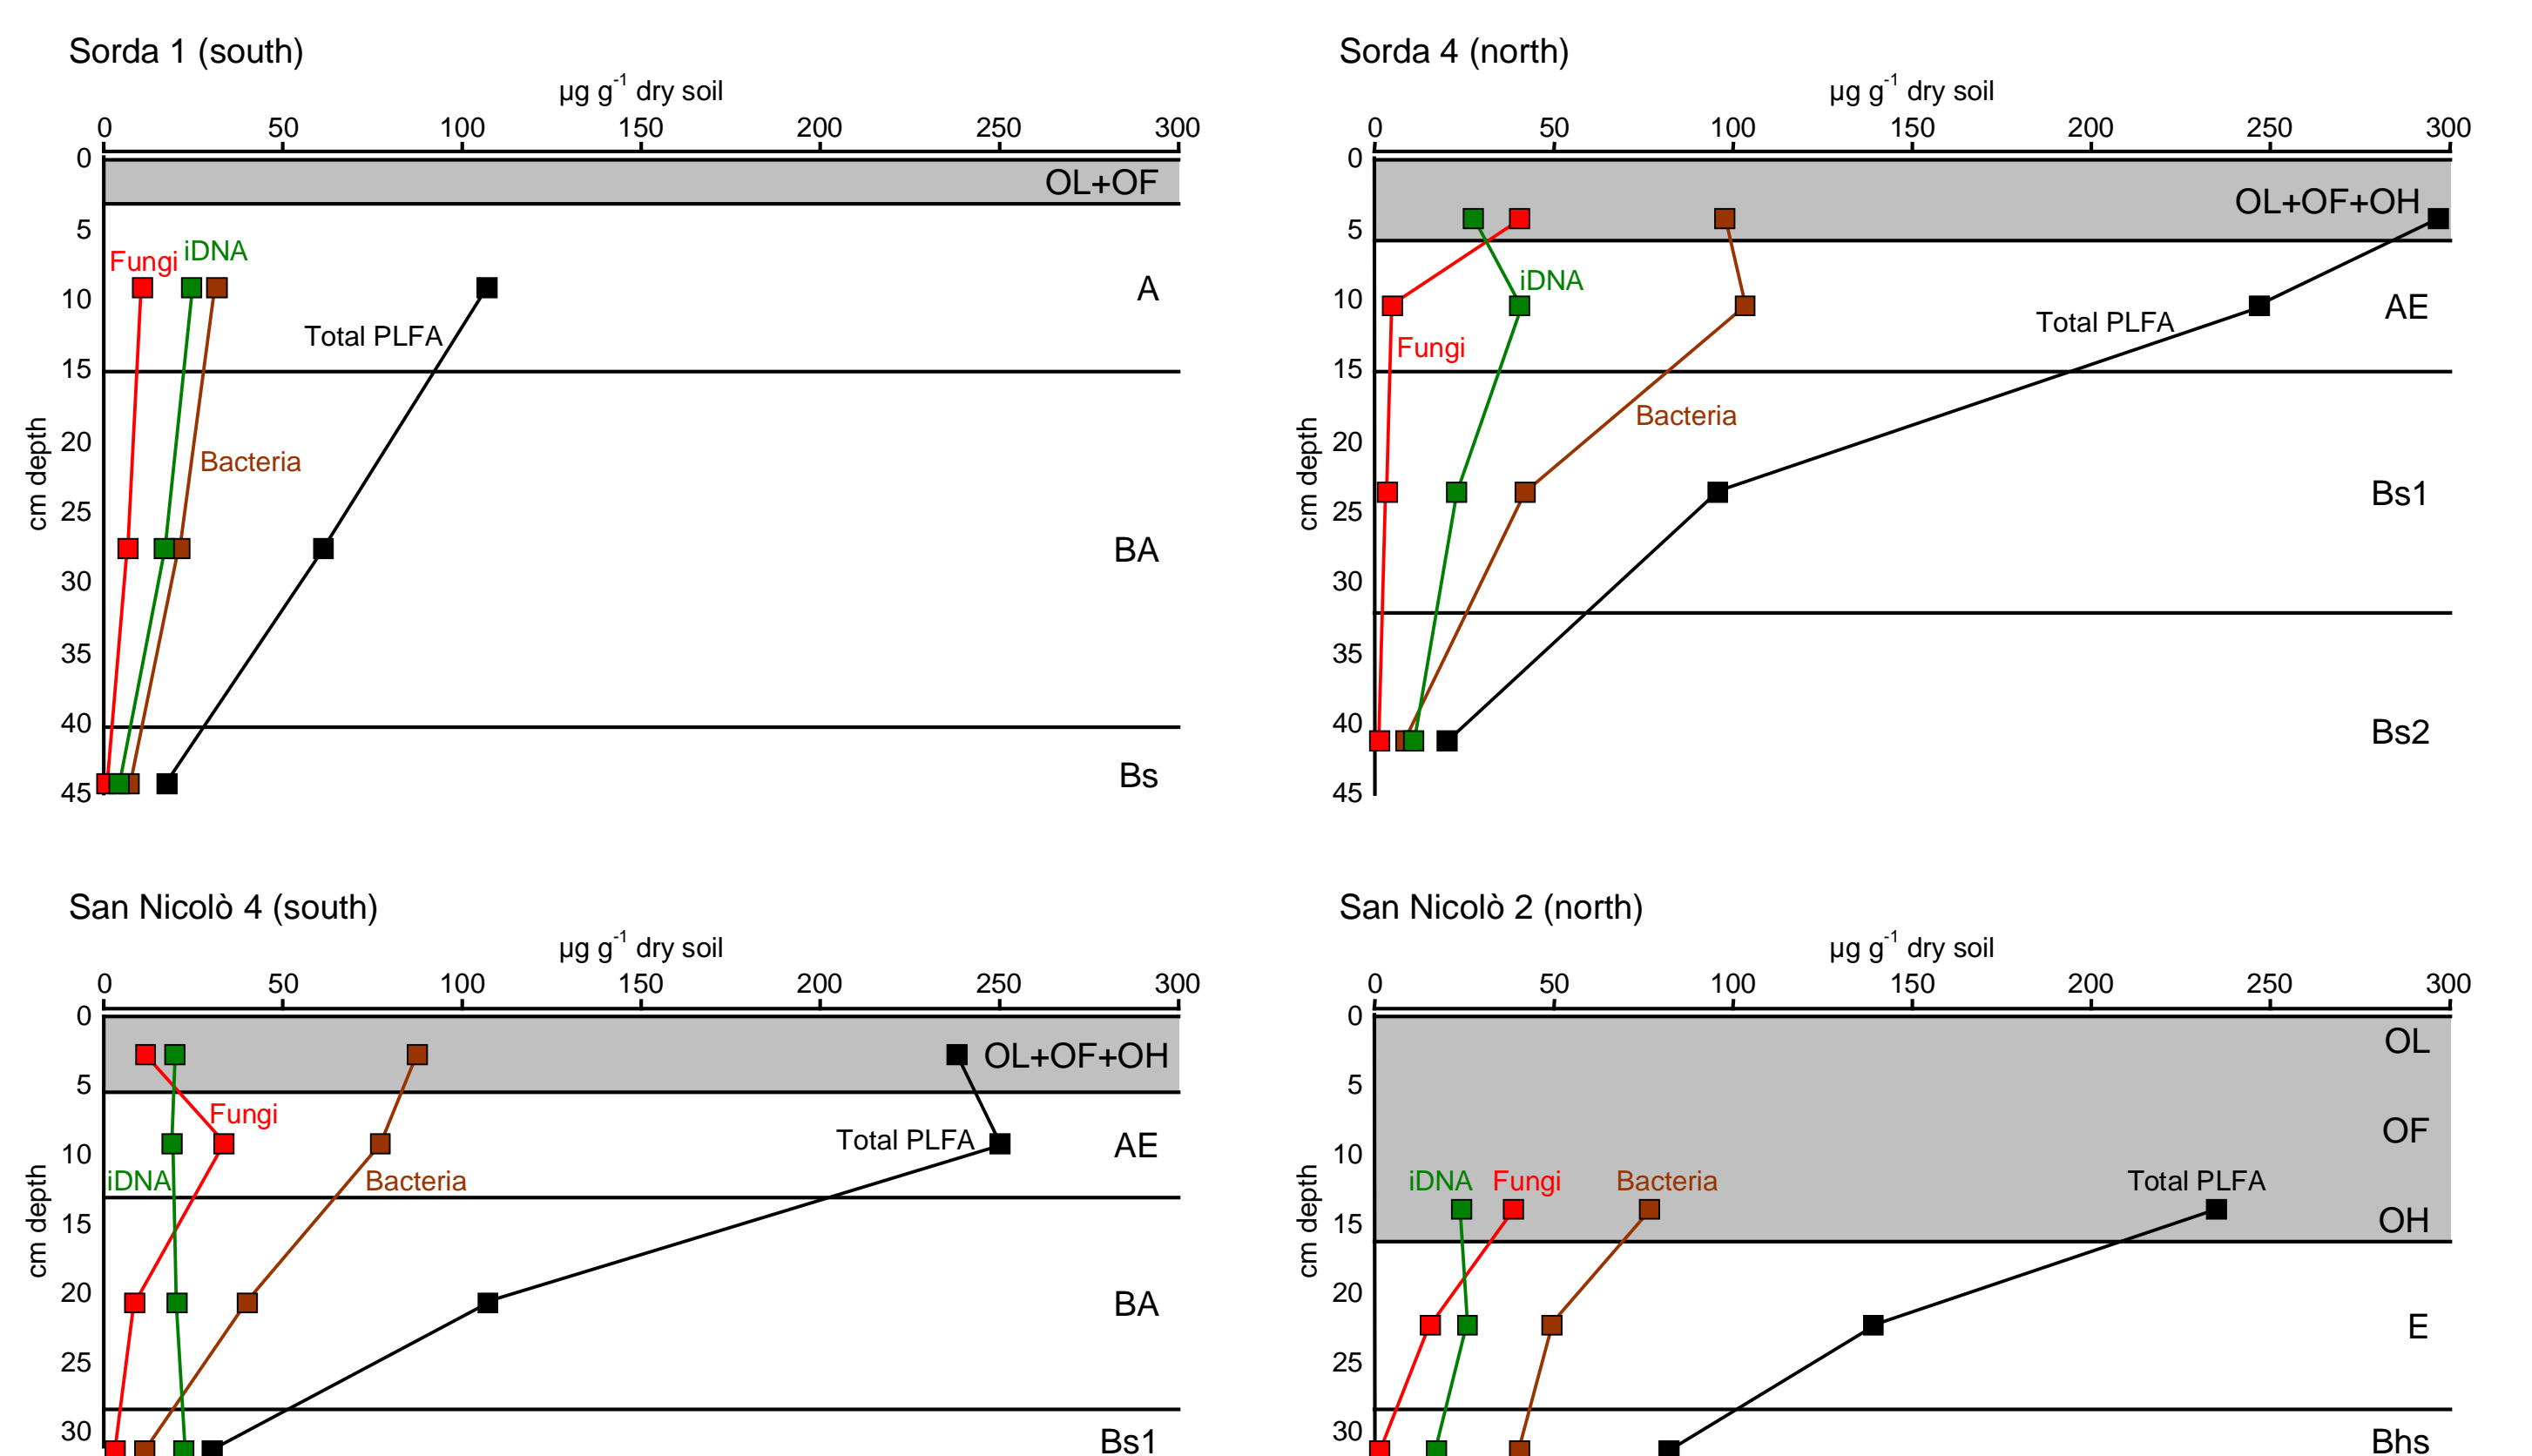 Sorda 1 (south)
µg g-1 dry soil
0 50 100 150 200 250 300
0
OL+OF
5
Fungi iDNA
10
A
Total PLFA
15
20
Bacteria
cm depth
25
BA
30
35
40
Bs
45
Sorda 4 (north)
µg g-1 dry soil
0 50 100 150 200 250 300
0
OL+OF+OH
5
iDNA
10
AE
Total PLFA
Fungi
15
Bacteria
20
cm depth
25
Bs1
30
35
40
Bs2
45
San Nicolò 4 (south)
µg g-1 dry soil
0 50 100 150 200 250 300
0
OL+OF+OH
5
Fungi
10
Total PLFA
AE
iDNA
Bacteria
15
cm depth
20
BA
25
30
Bs1
San Nicolò 2 (north)
µg g-1 dry soil
0 50 100 150 200 250 300
0
OL
5
OF
10
iDNA Fungi Bacteria Total PLFA
15
OH
cm depth
20
E
25
30
Bhs